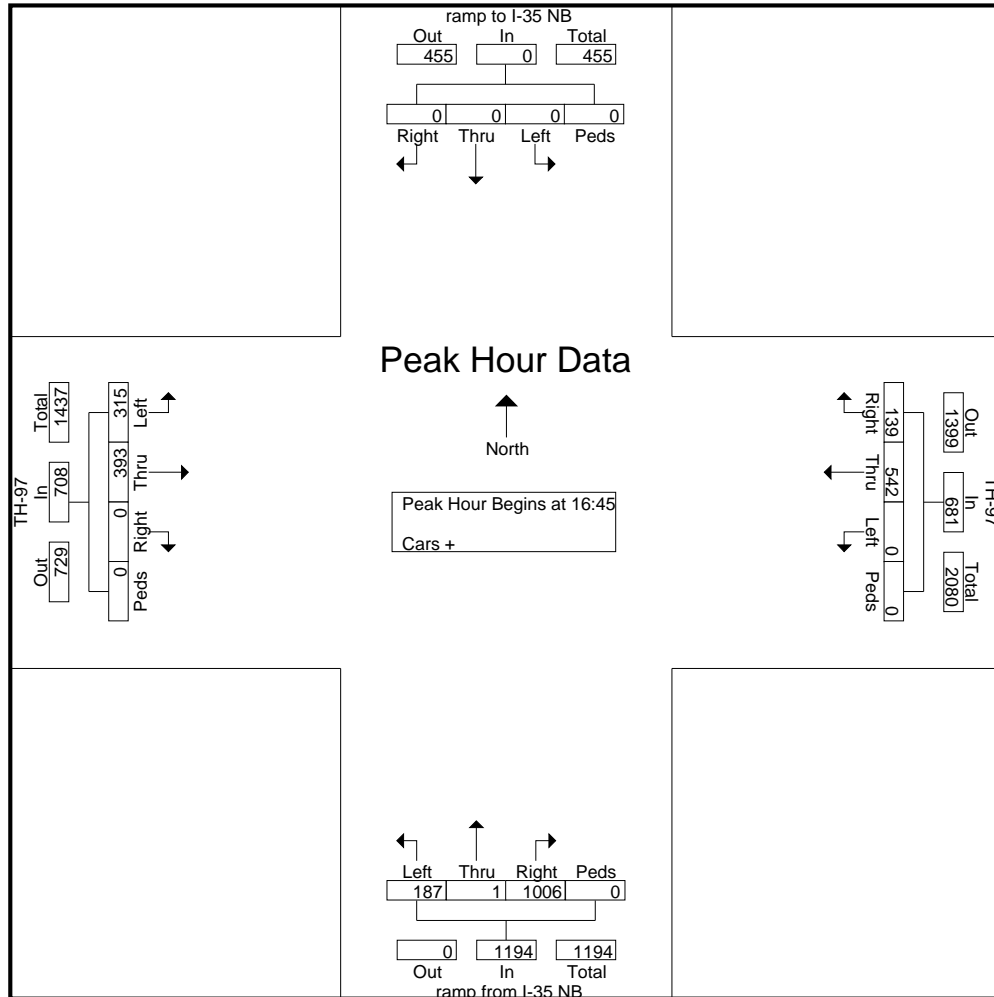 ramp to I-35 NB
Out In Total
455 0 455
0 0 0 0
Right Thru Left Peds
Peak Hour Data
North
Peak Hour Begins at 16:45
Cars +
TH-97
Total In Out
1437 708 729
315 393 0 0
Left Thru Right Peds
TH-97
Out In Total
1399 681 2080
139 542 0 0
Right Thru Left Peds
Left Thru Right Peds
187 1 1006 0
0 1194 1194
Out In Total
ramp from I-35 NB